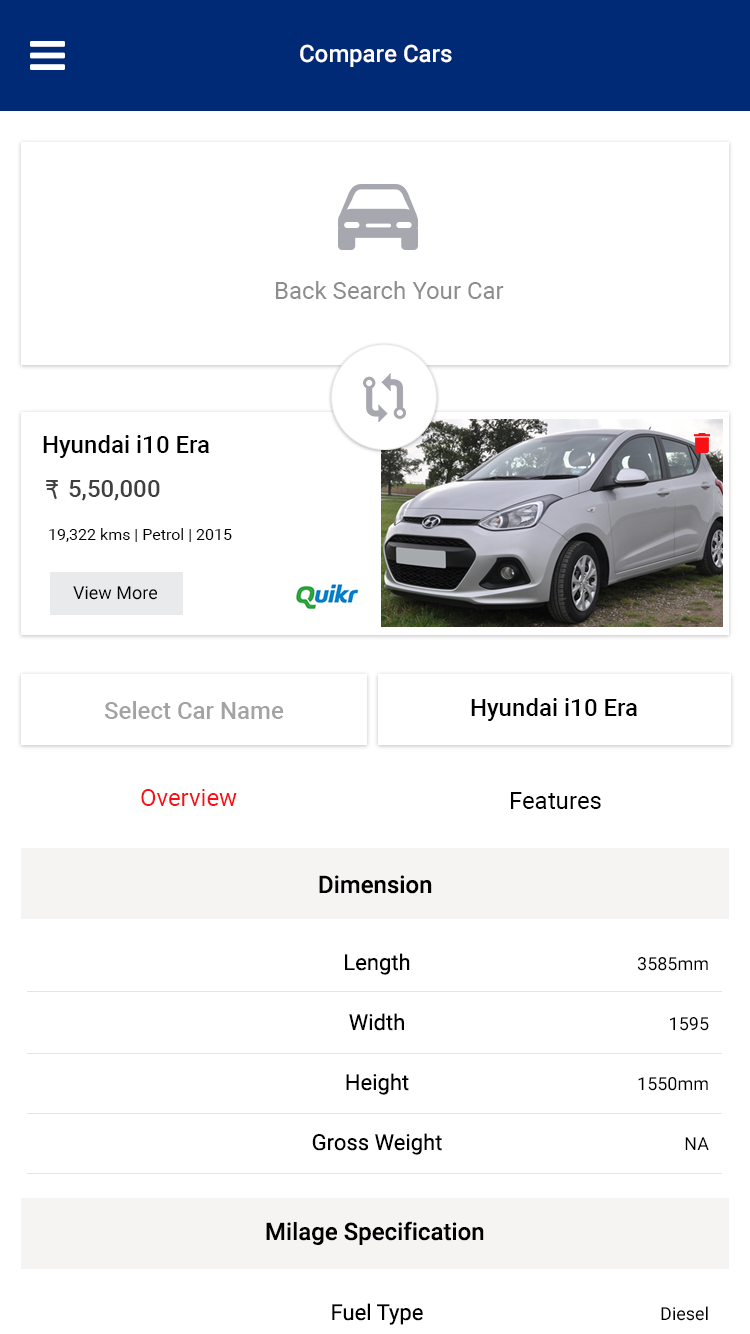 Compare Cars
Back Search Your Car
Hyundai i10 Era
₹ 5,50,000
19,322 kms | Petrol | 2015
View More
Quikr
Select Car Name
Hyundai i10 Era
Overview
Features
Dimension
Length
3585mm
Width
1595
Height
1550mm
Gross Weight
NA
Milage Specification
Fuel Type
Diesel